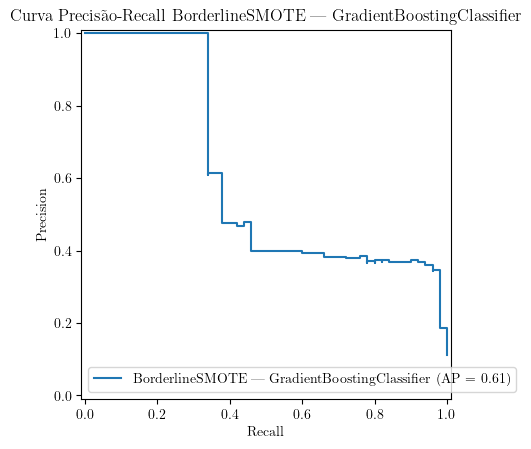 Curva Precisão-Recall BorderlineSMOTE — GradientBoostingClassifier
1.0
0.8
0.6
0.4
0.2
0.0
Precision
BorderlineSMOTE — GradientBoostingClassifier (AP = 0.61)
0.0 0.2 0.4 0.6 0.8 1.0
Recall